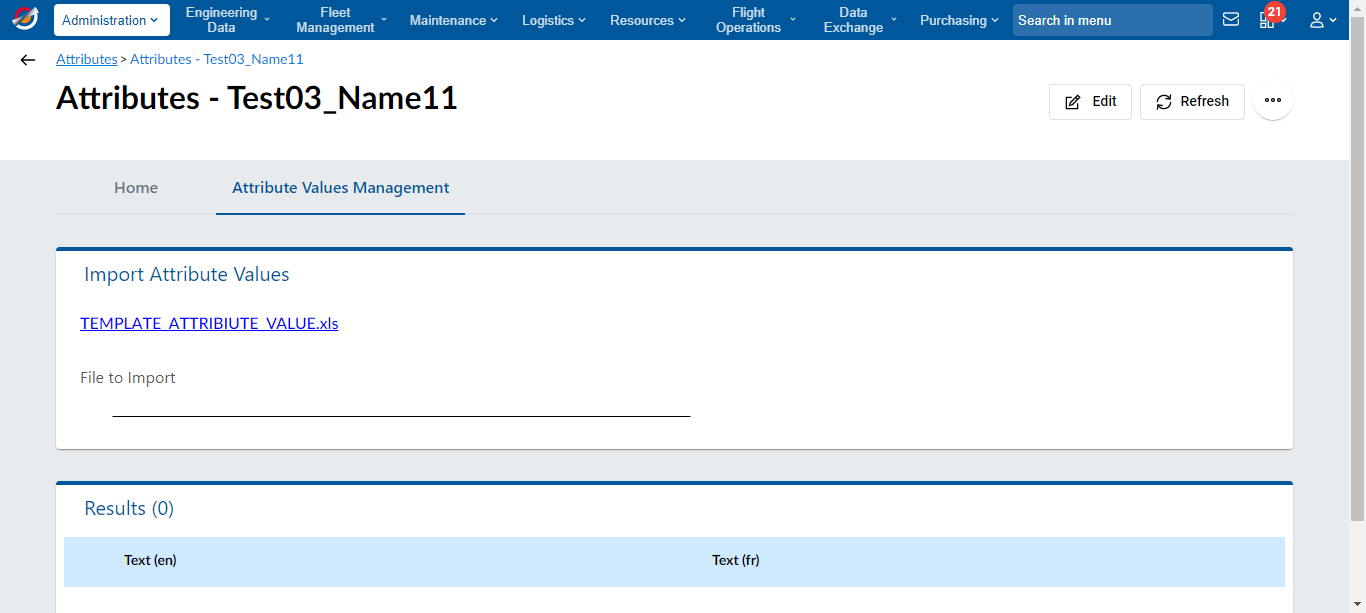 Administration
Engineering
Data
Fleet
Management
Maintenance
Logistics
Resources
Flight
Operations
Data
Exchange
Purchasing
Search in menu
21
Attributes > Attributes - Test03_Name11
Attributes - Test03_Name11
Edit
Refresh
Home
Attribute Values Management
Import Attribute Values
TEMPLATE_ATTRIBIUTE_VALUE.xls
File to Import
Results (0)
Text (en)
Text (fr)